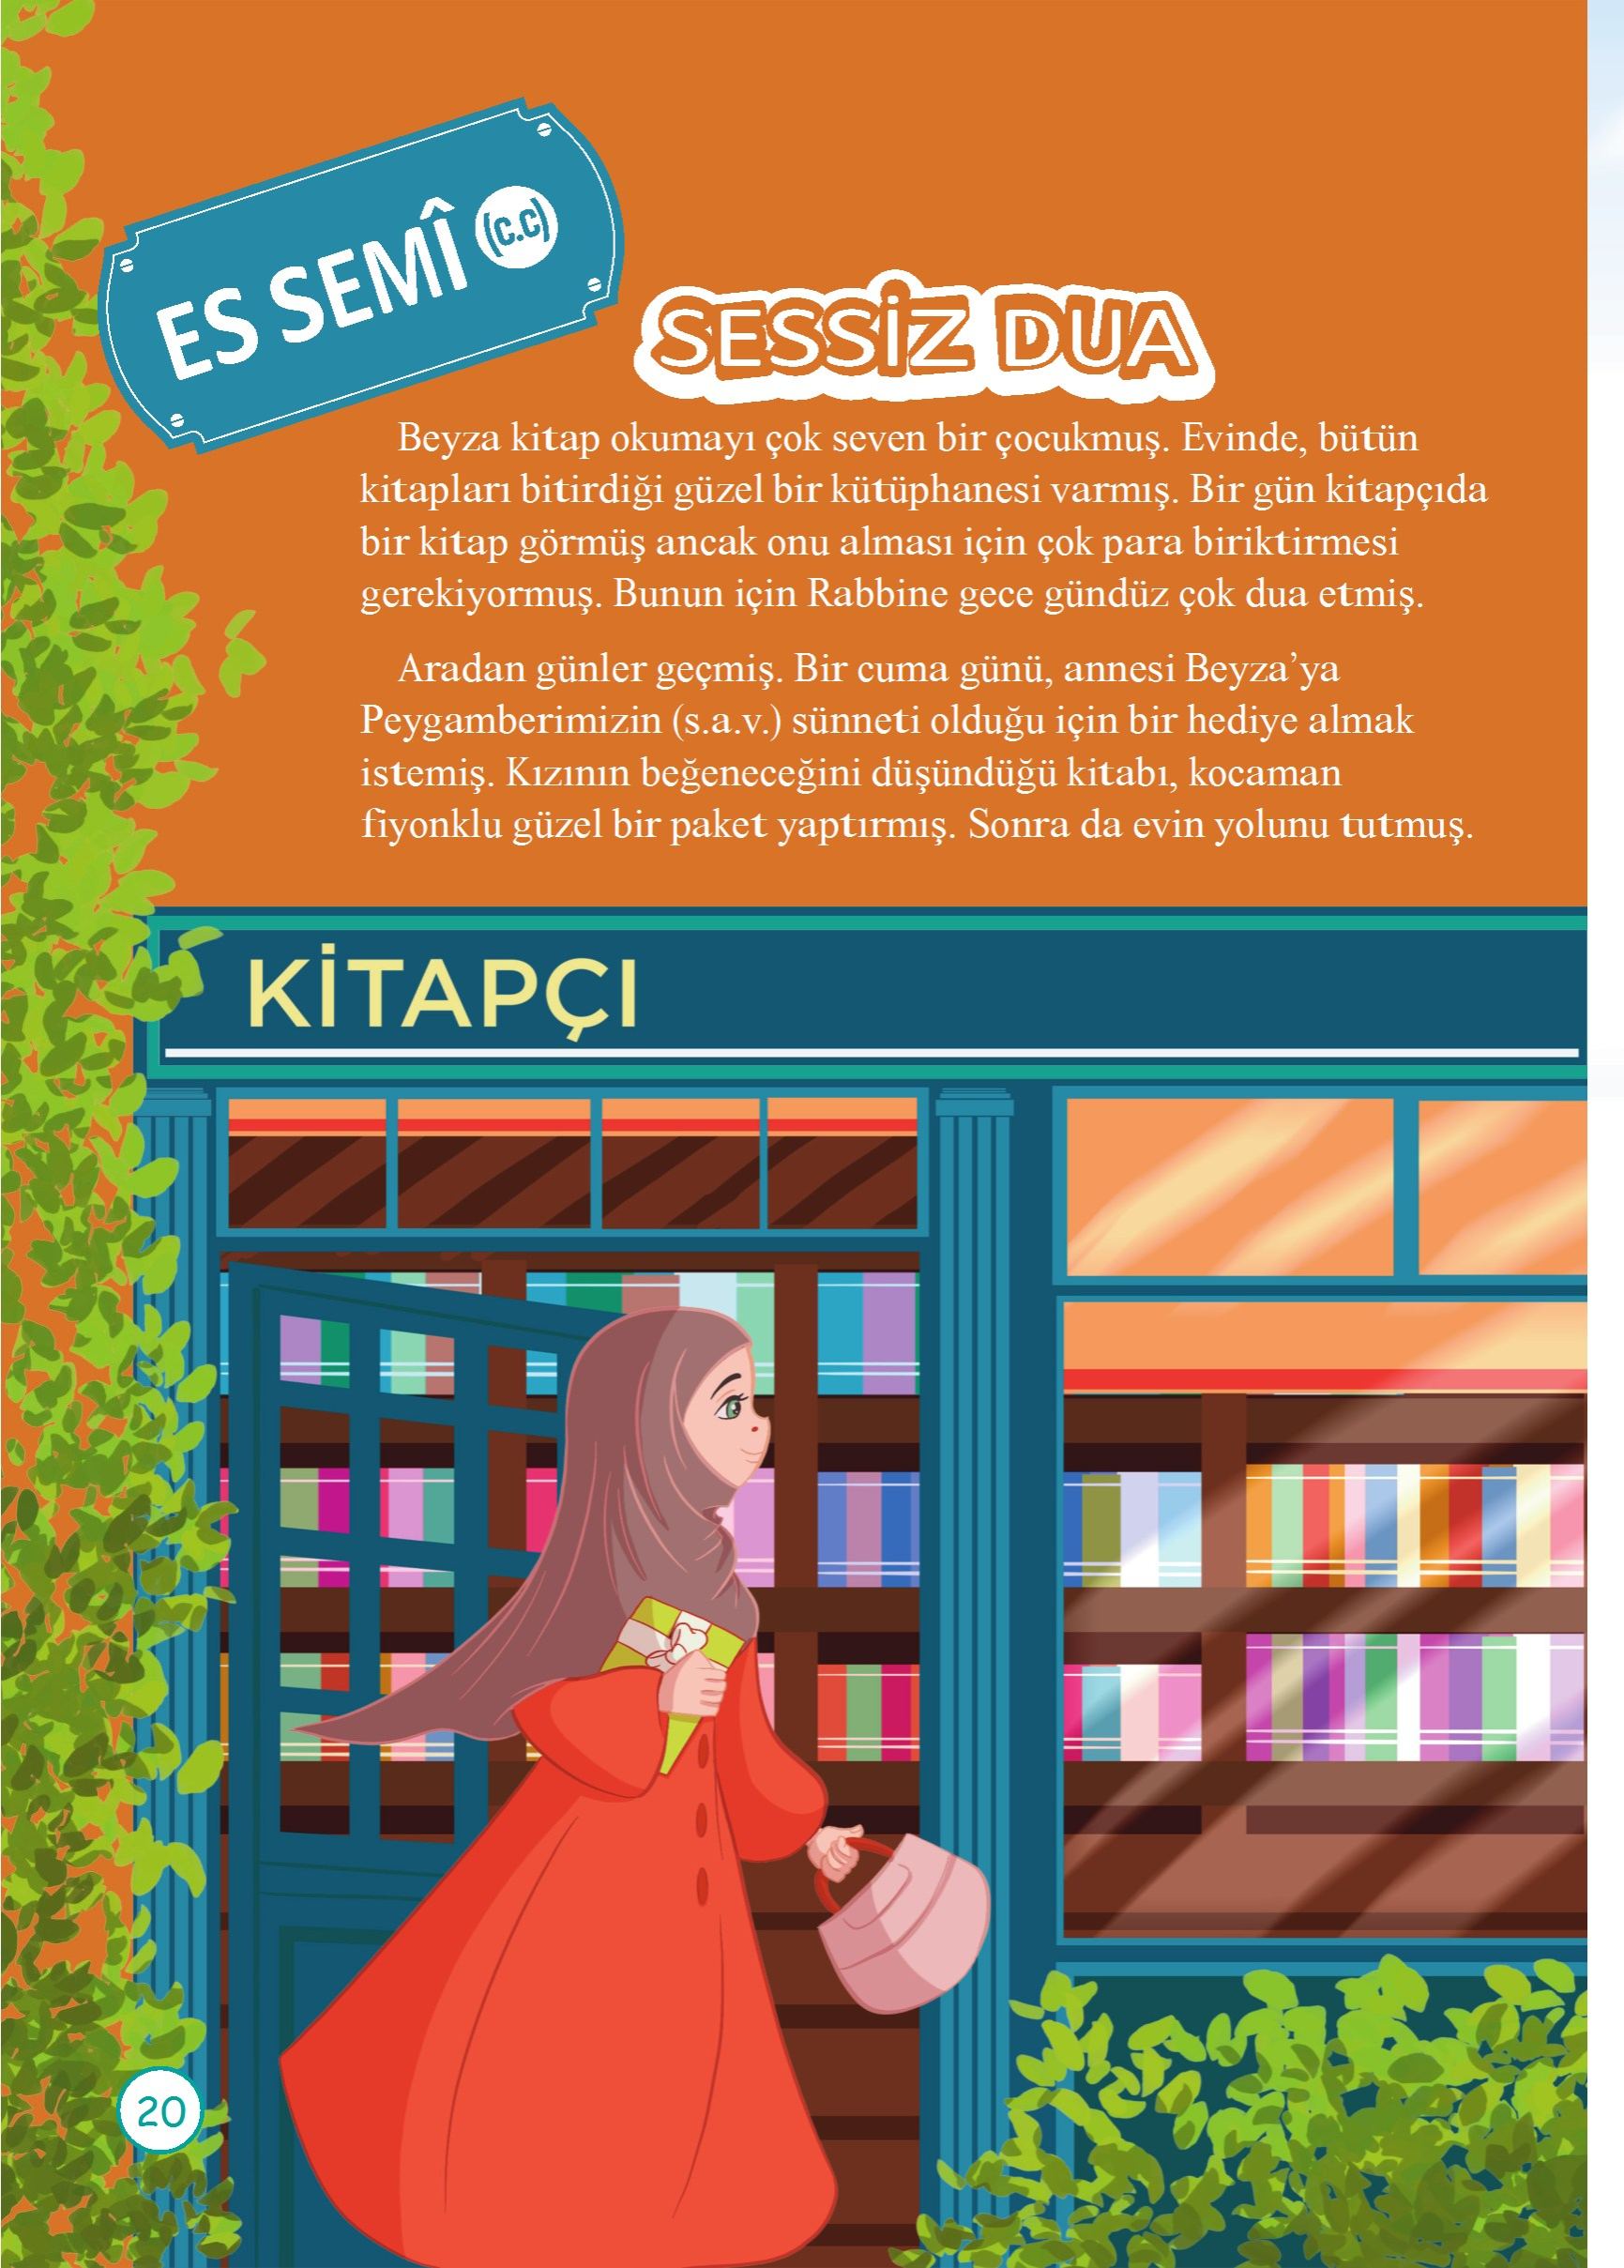 ES SEMÎ (c.c)
SESSİZ DUA
Beyza kitap okumayı çok seven bir çocukmuş. Evinde, bütün
kitapları bitirdiği güzel bir kütüphanesi varmış. Bir gün kitapçıda
bir kitap görmüş ancak onu alması için çok para biriktirmesi
gerekiyormuş. Bunun için Rabbine gece gündüz çok dua etmiş.
Aradan günler geçmiş. Bir cuma günü, annesi Beyza’ya
Peygamberimizin (s.a.v.) sünneti olduğu için bir hediye almak
istemiş. Kızının beğeneceğini düşündüğü kitabı, kocaman
fiyonklu güzel bir paket yaptırmış. Sonra da evin yolunu tutmuş.
KİTAPÇI
20